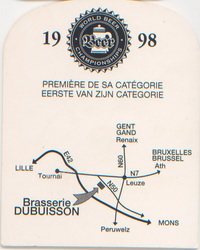 WORLD BEER
19 Beer 98
CHAMPIONSHIPS
PREMIÈRE DE SA CATÉGORIE
EERSTE VAN ZIJN CATEGORIE
GENT
GAND
Renaix
BRUXELLES
BRUSSEL
Ath
LILLE
E42
N60
N7
Tournai
Leuze
N50
Brasserie
DUBUISSON
Peruwelz
MONS